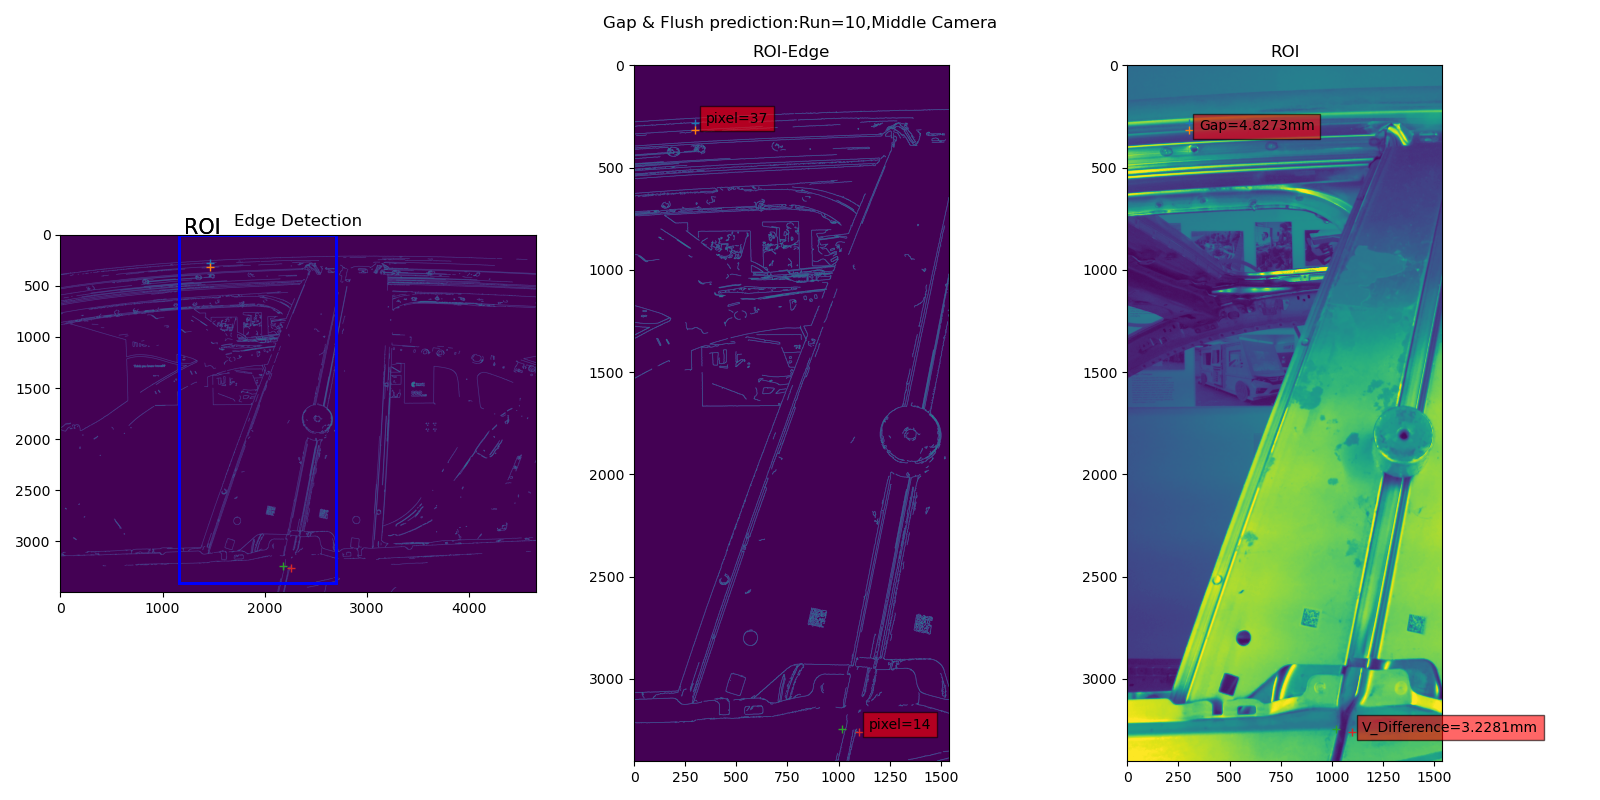 Gap & Flush prediction:Run=10,Middle Camera
ROI Edge Detection
0
500
1000
1500
2000
2500
3000
0 1000 2000 3000 4000
ROI-Edge
0
500
1000
1500
2000
2500
3000
pixel=37
pixel=14
0 250 500 750 1000 1250 1500
ROI
0
500
1000
1500
2000
2500
3000
Gap=4.8273mm
V_Difference=3.2281mm
0 250 500 750 1000 1250 1500